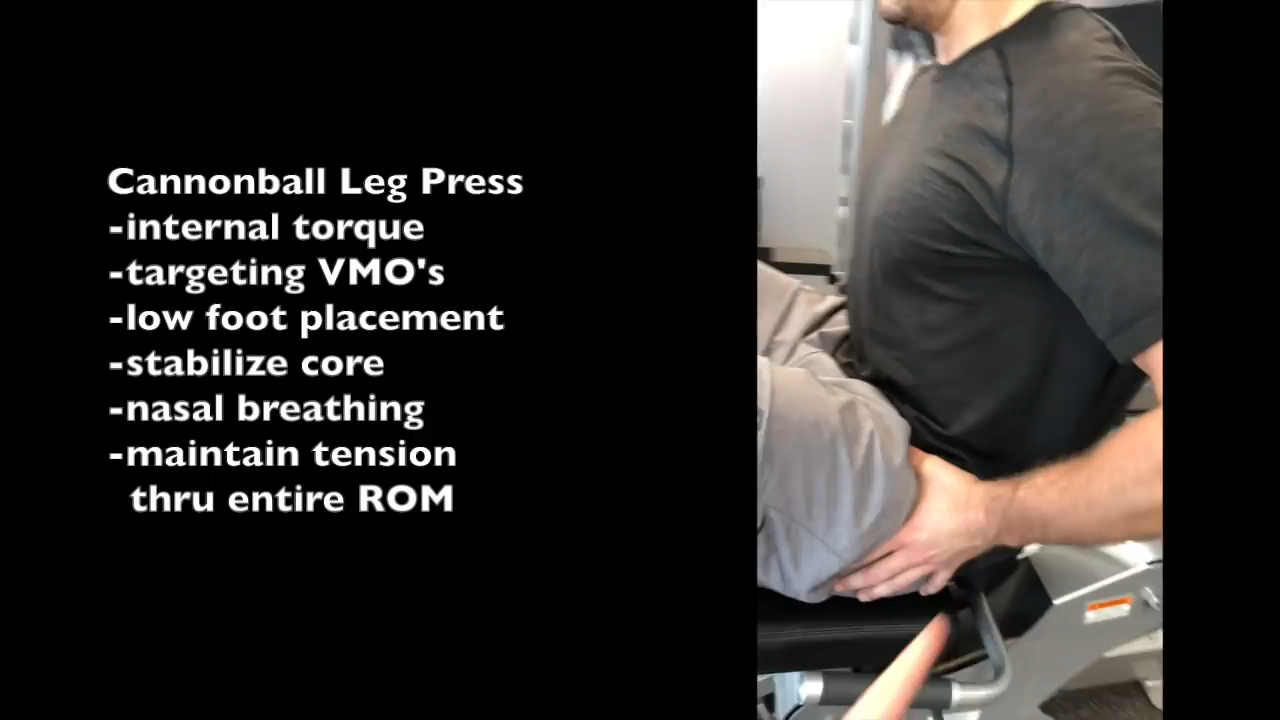 Cannonball Leg Press
-internal torque
-targeting VMO's
-low foot placement
-stabilize core
-nasal breathing
-maintain tension
thru entire ROM